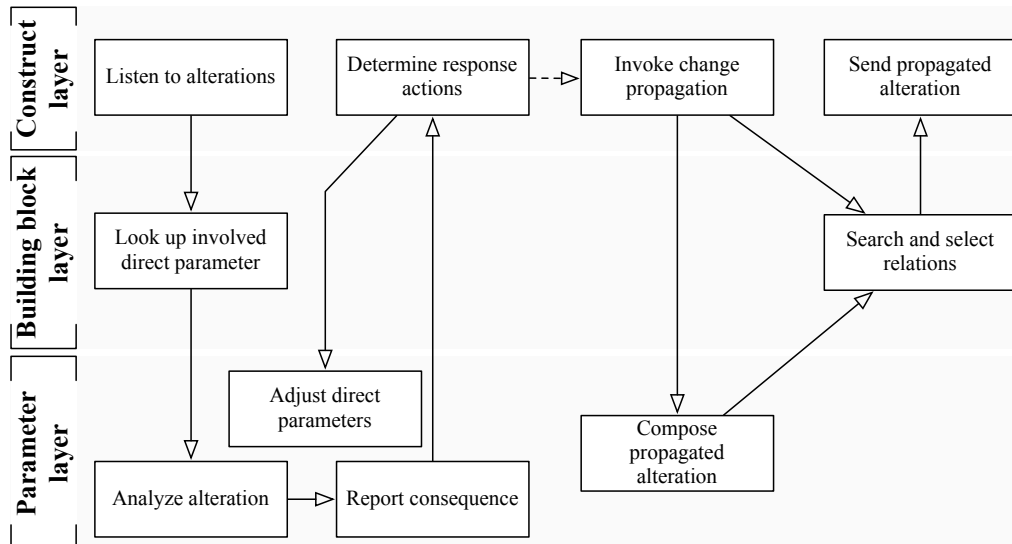 Construct
layer
Listen to alterations
Determine response
actions
Invoke change
propagation
Send propagated
alteration
Building block
layer
Look up involved
direct parameter
Search and select
relations
Parameter
layer
Adjust direct
parameters
Compose
propagated
alteration
Analyze alteration
Report consequence